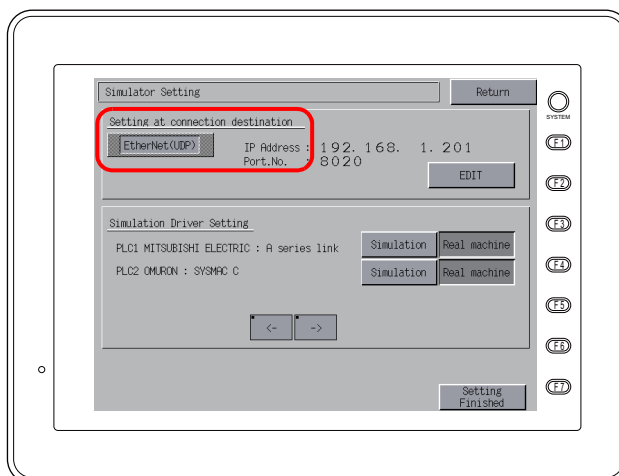 Simulator Setting
Return
SYSTEM
Setting at connection destination
EtherNet(UDP)
IP Address : 192. 168. 1. 201
Port.No. : 8020
EDIT
Simulation Driver Setting
PLC1 MITSUBISHI ELECTRIC : A series link
Simulation
Real machine
PLC2 OMURON : SYSMAC C
Simulation
Real machine
<-
->
Setting
Finished
F1
F2
F3
F4
F5
F6
F7